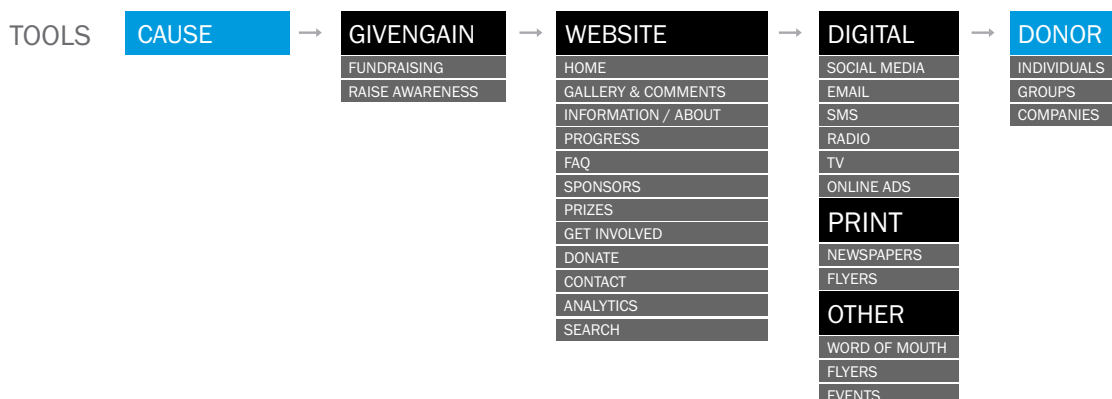 TOOLS
CAUSE
→
GIVENGAIN
FUNDRAISING
RAISE AWARENESS
→
WEBSITE
HOME
GALLERY & COMMENTS
INFORMATION / ABOUT
PROGRESS
FAQ
SPONSORS
PRIZES
GET INVOLVED
DONATE
CONTACT
ANALYTICS
SEARCH
→
DIGITAL
SOCIAL MEDIA
EMAIL
SMS
RADIO
TV
ONLINE ADS
PRINT
NEWSPAPERS
FLYERS
OTHER
WORD OF MOUTH
FLYERS
EVENTS
→
DONOR
INDIVIDUALS
GROUPS
COMPANIES